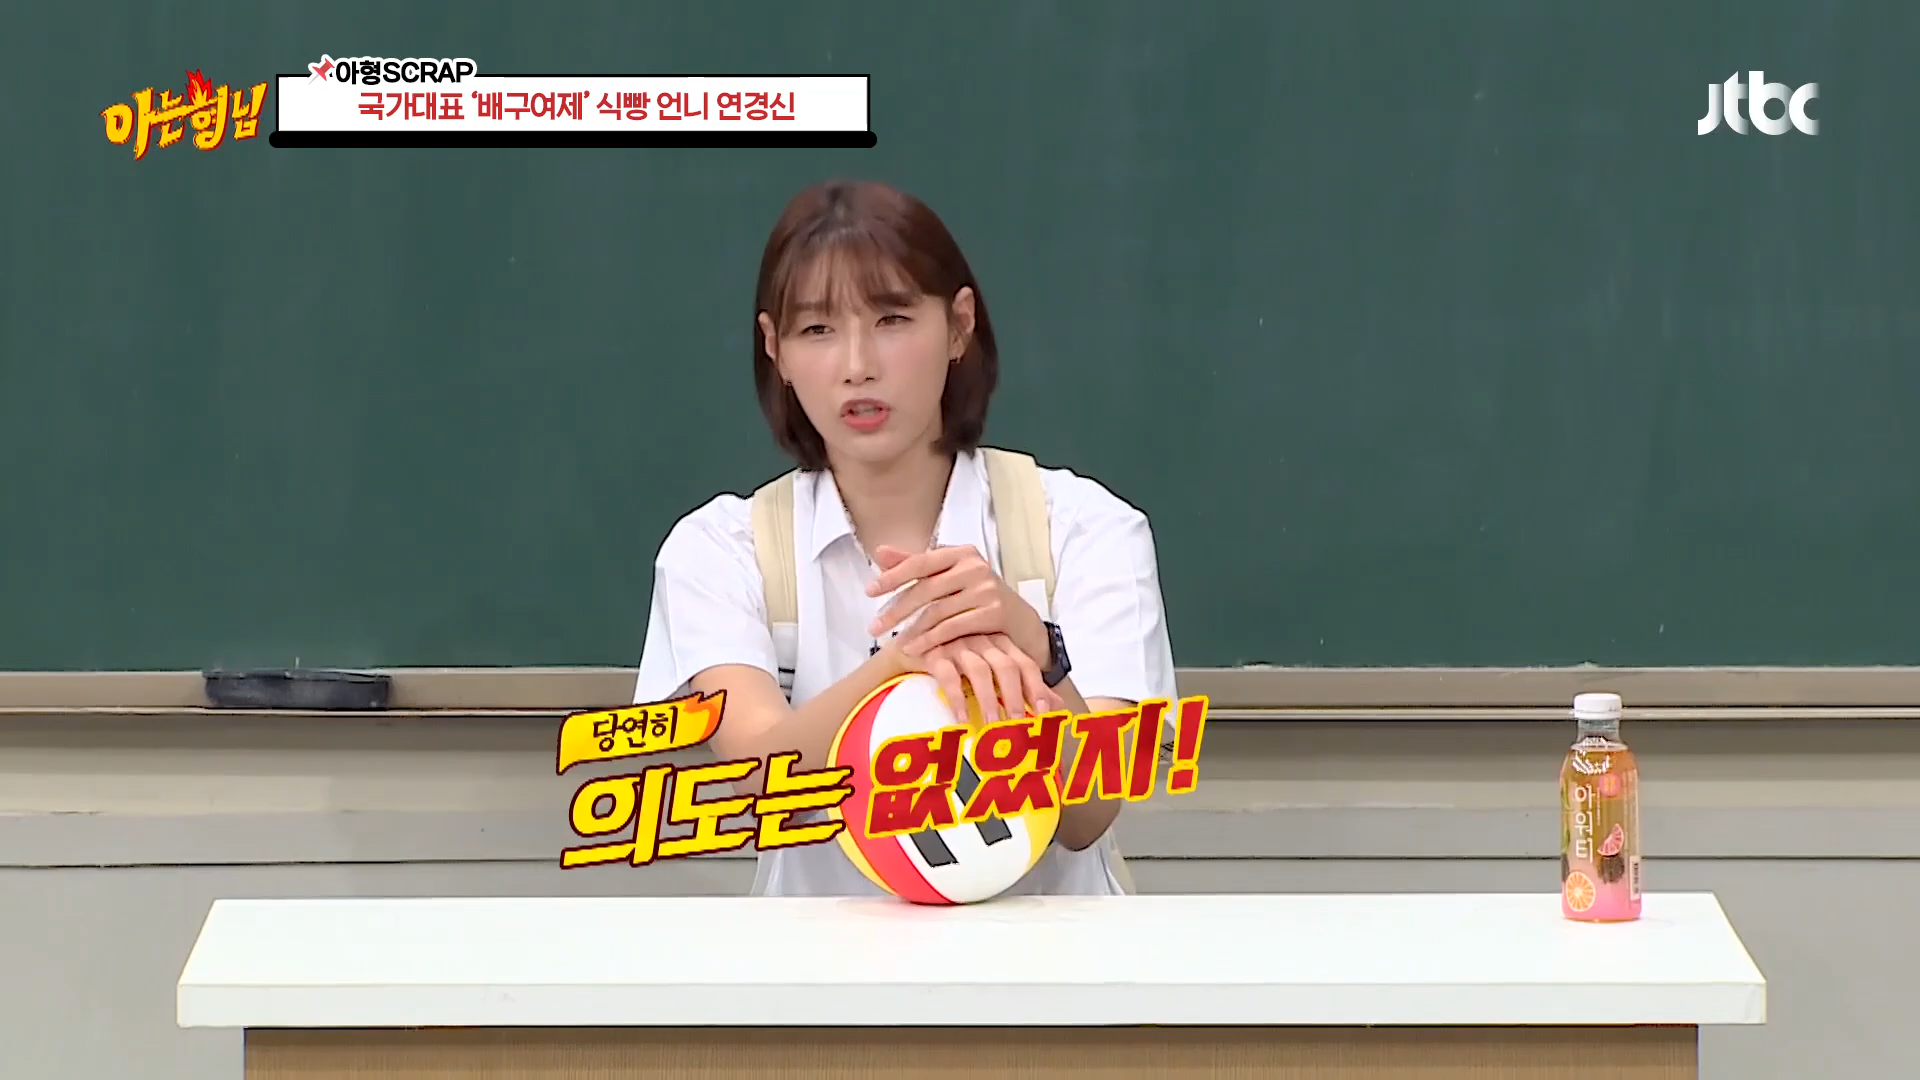 아는형님
아형SCRAP
국가대표 ‘배구여제’ 식빵 언니 연경신
jtbc
당연히
의도는 없었지!
아워티